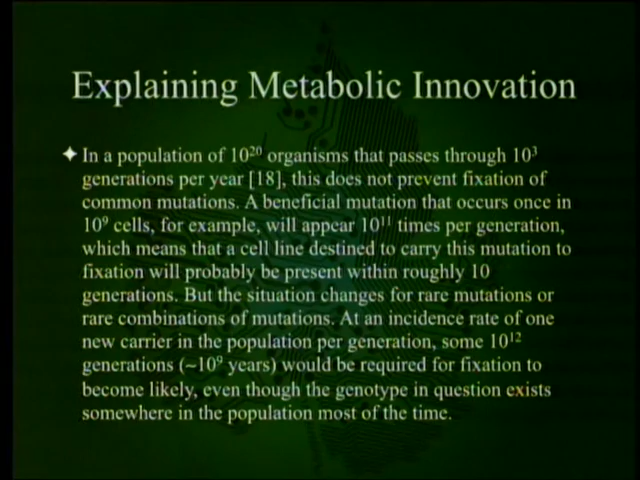 Explaining Metabolic Innovation
✦ In a population of 10²⁰ organisms that passes through 10³
generations per year [18], this does not prevent fixation of
common mutations. A beneficial mutation that occurs once in
10⁹ cells, for example, will appear 10¹¹ times per generation,
which means that a cell line destined to carry this mutation to
fixation will probably be present within roughly 10
generations. But the situation changes for rare mutations or
rare combinations of mutations. At an incidence rate of one
new carrier in the population per generation, some 10¹²
generations (~10⁹ years) would be required for fixation to
become likely, even though the genotype in question exists
somewhere in the population most of the time.